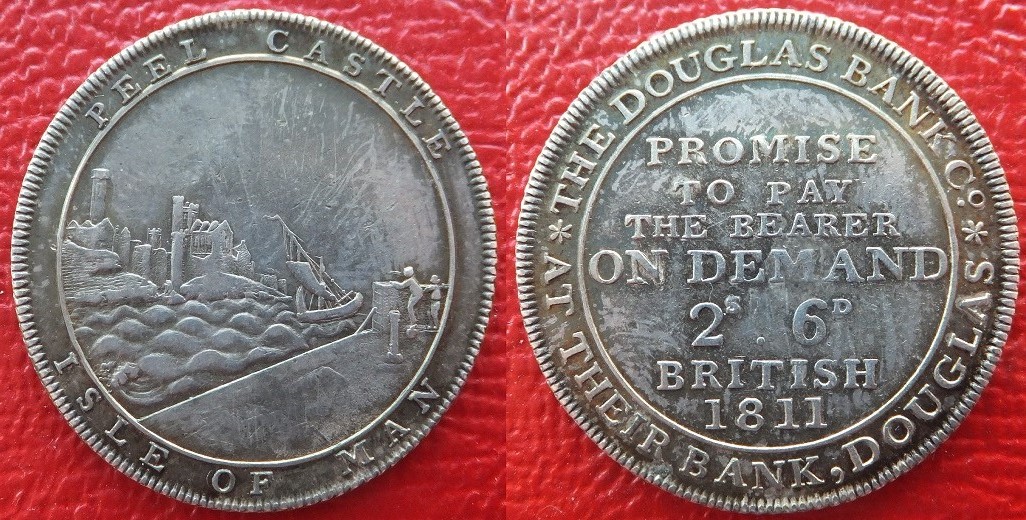 PEEL CASTLE
ISLE OF MAN
* THE DOUGLAS BANK Co. *
AT THEIR BANK, DOUGLAS
PROMISE
TO PAY
THE BEARER
ON DEMAND
2S. 6D
BRITISH
1811